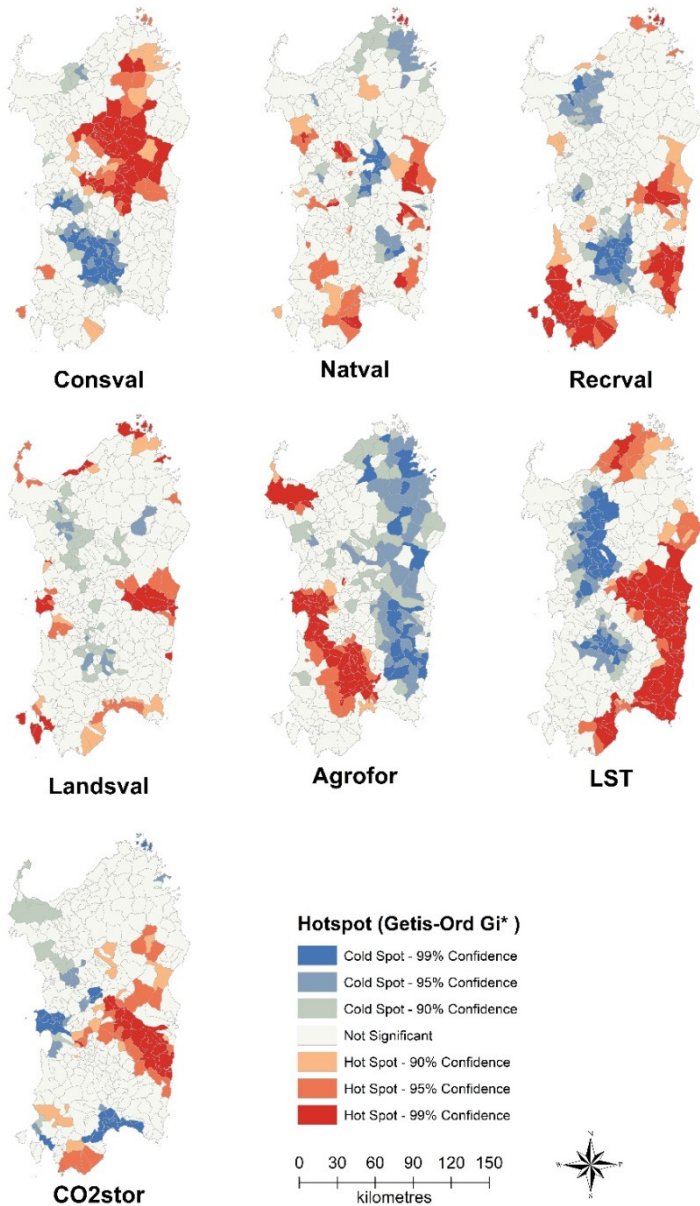 Consval
Natval
Recrval
Landsval
Agrofor
LST
CO2stor
Hotspot (Getis-Ord Gi* )
Cold Spot - 99% Confidence
Cold Spot - 95% Confidence
Cold Spot - 90% Confidence
Not Significant
Hot Spot - 90% Confidence
Hot Spot - 95% Confidence
Hot Spot - 99% Confidence
0 30 60 90 120 150
kilometres
N
W
S